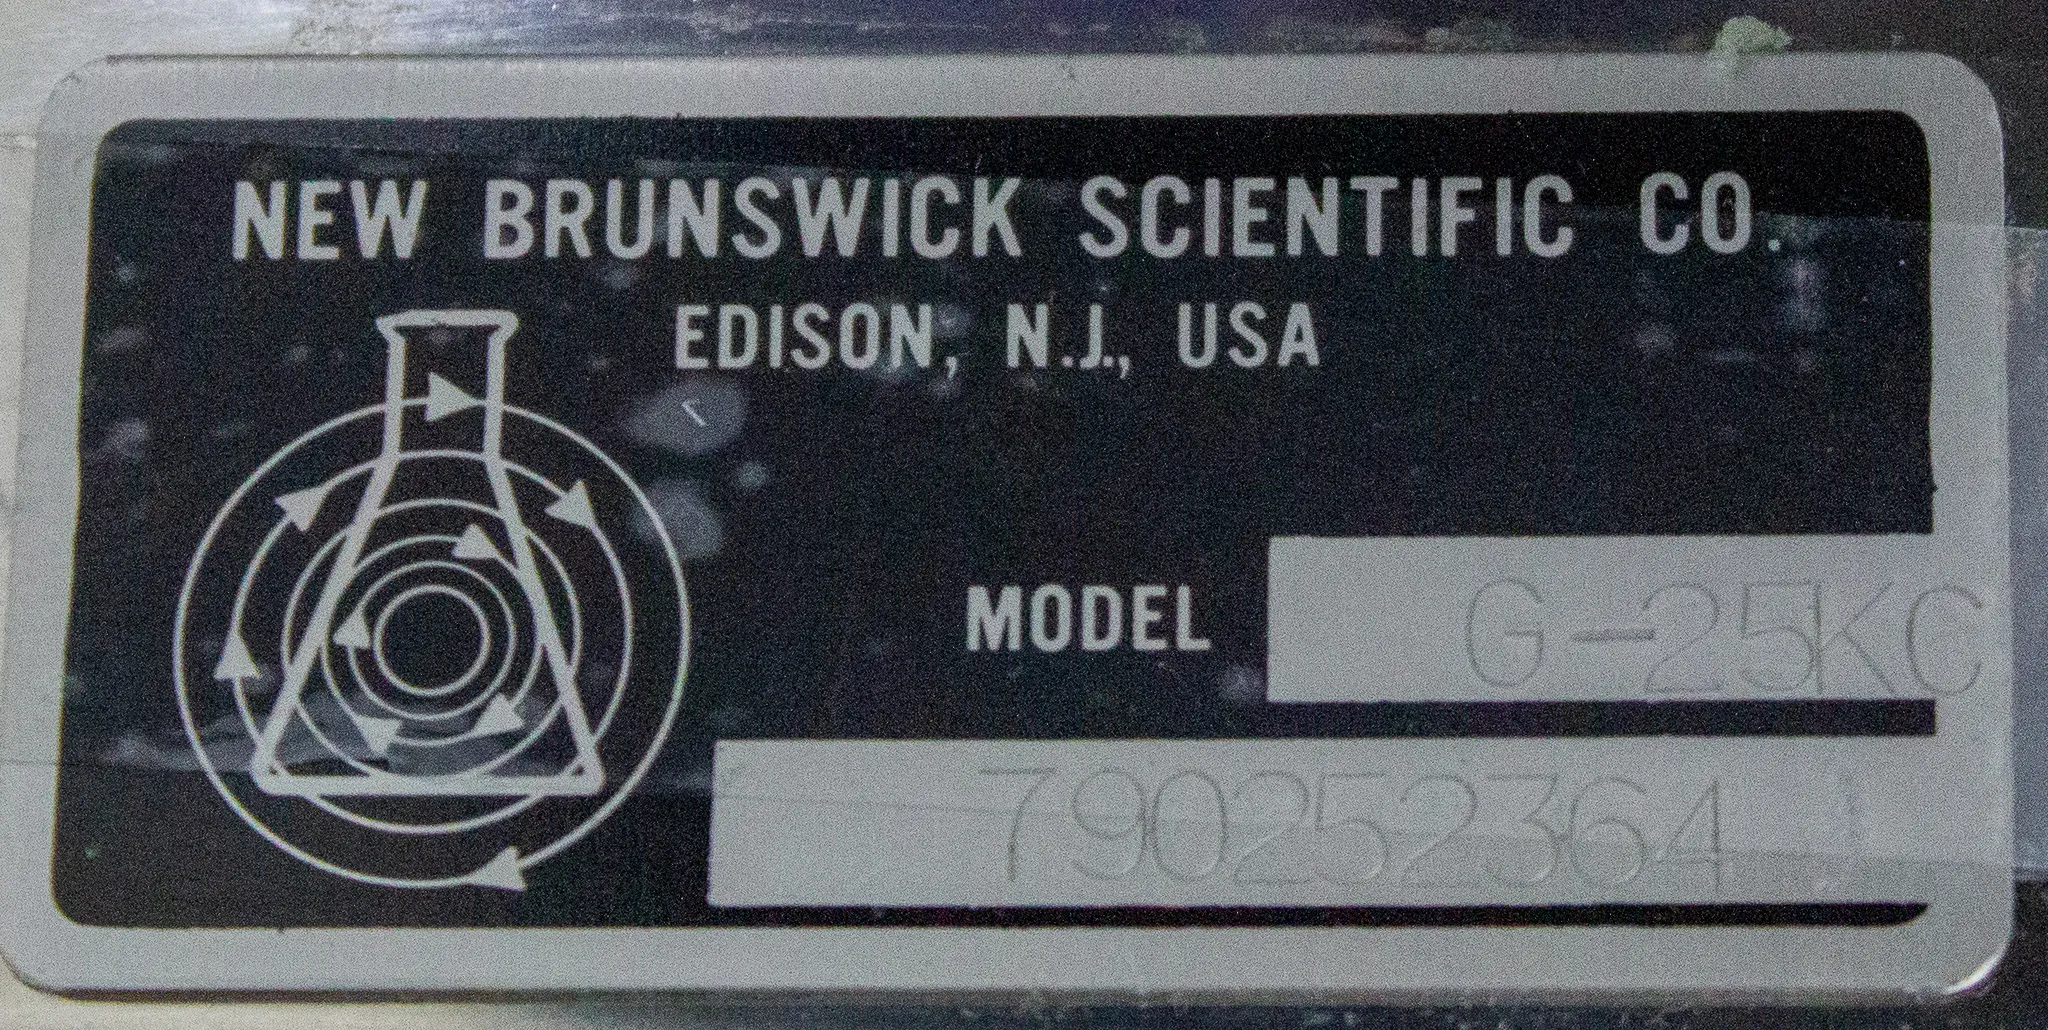 NEW BRUNSWICK SCIENTIFIC CO.
EDISON, N.J., USA
MODEL G-25KC
790252364